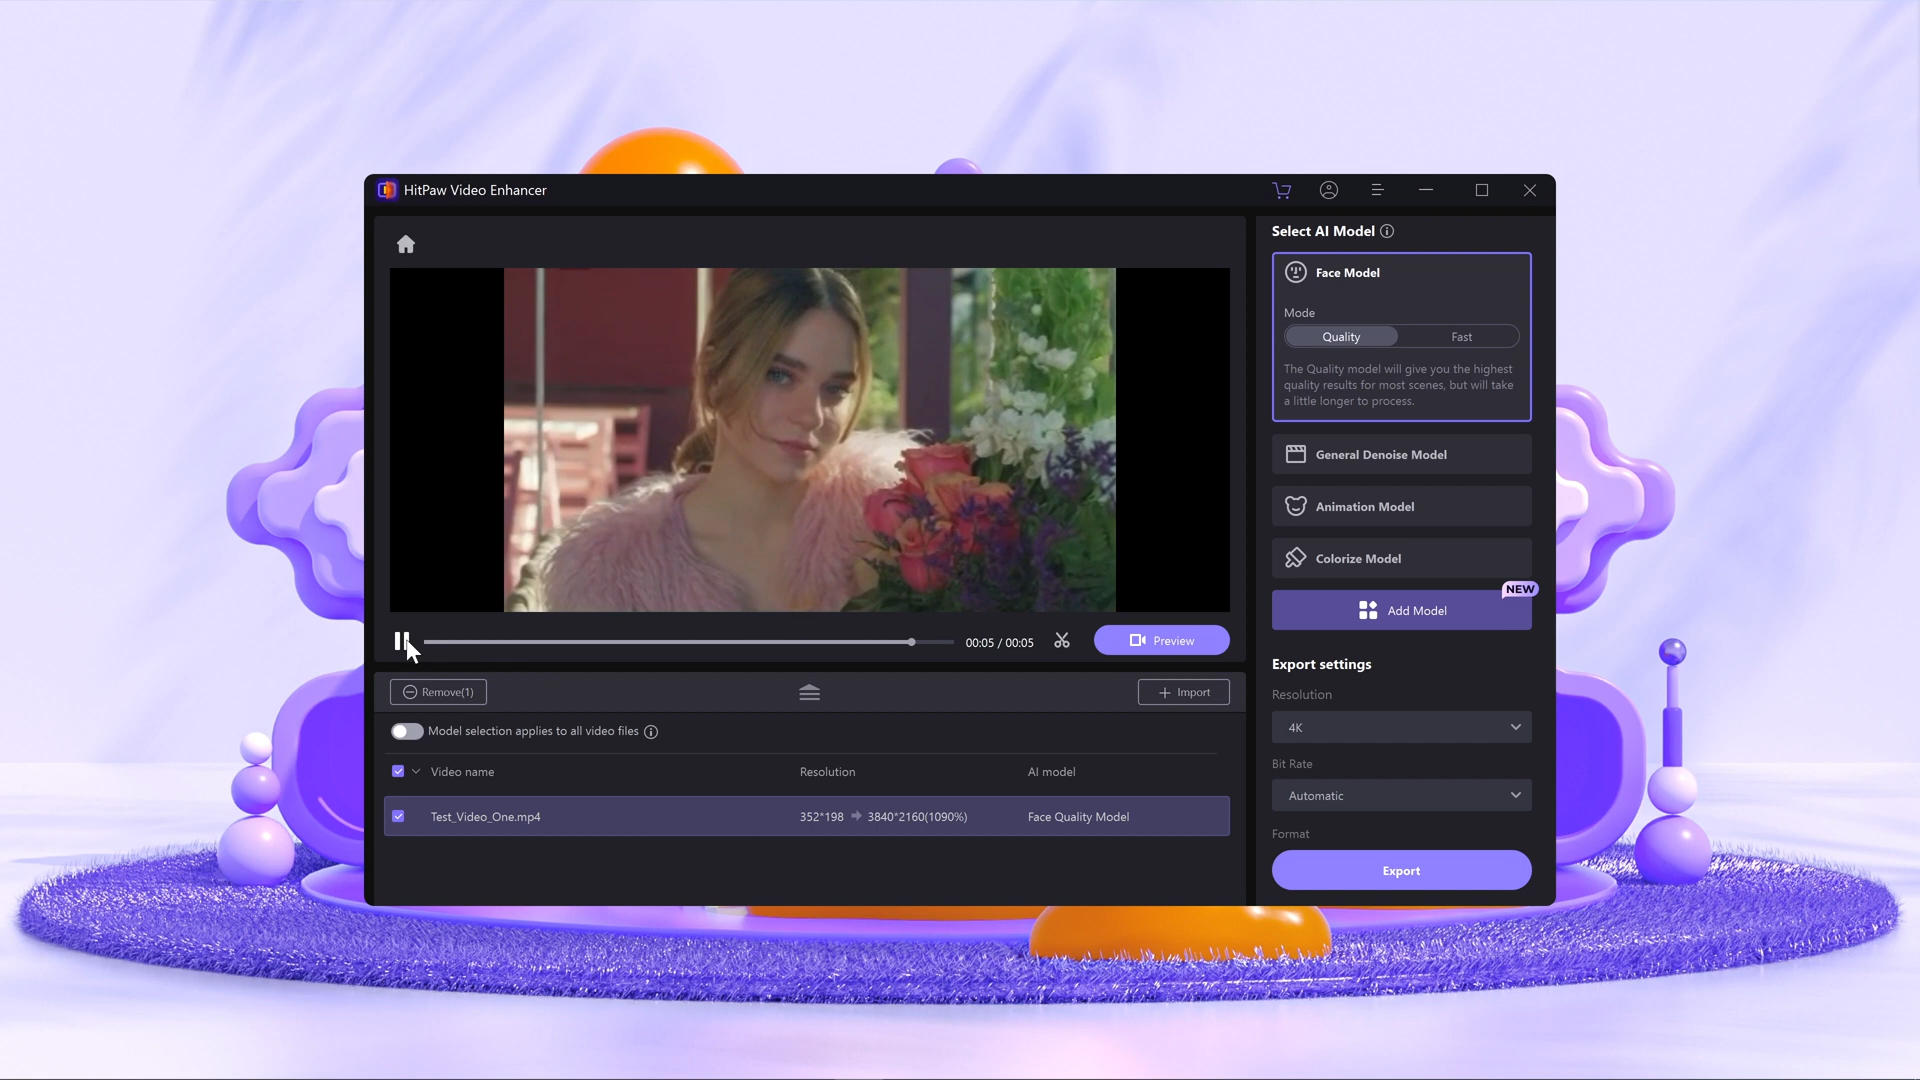 HitPaw Video Enhancer
Select AI Model
Face Model
Mode
Quality Fast
The Quality model will give you the highest
quality results for most scenes, but will take
a little longer to process.
General Denoise Model
Animation Model
Colorize Model
NEW
Add Model
00:05 / 00:05
Preview
Export settings
Resolution
4K
Bit Rate
Automatic
Format
Export
Remove(1)
Import
Model selection applies to all video files
Video name Resolution AI model
Test_Video_One.mp4 352*198 3840*2160(1090%) Face Quality Model